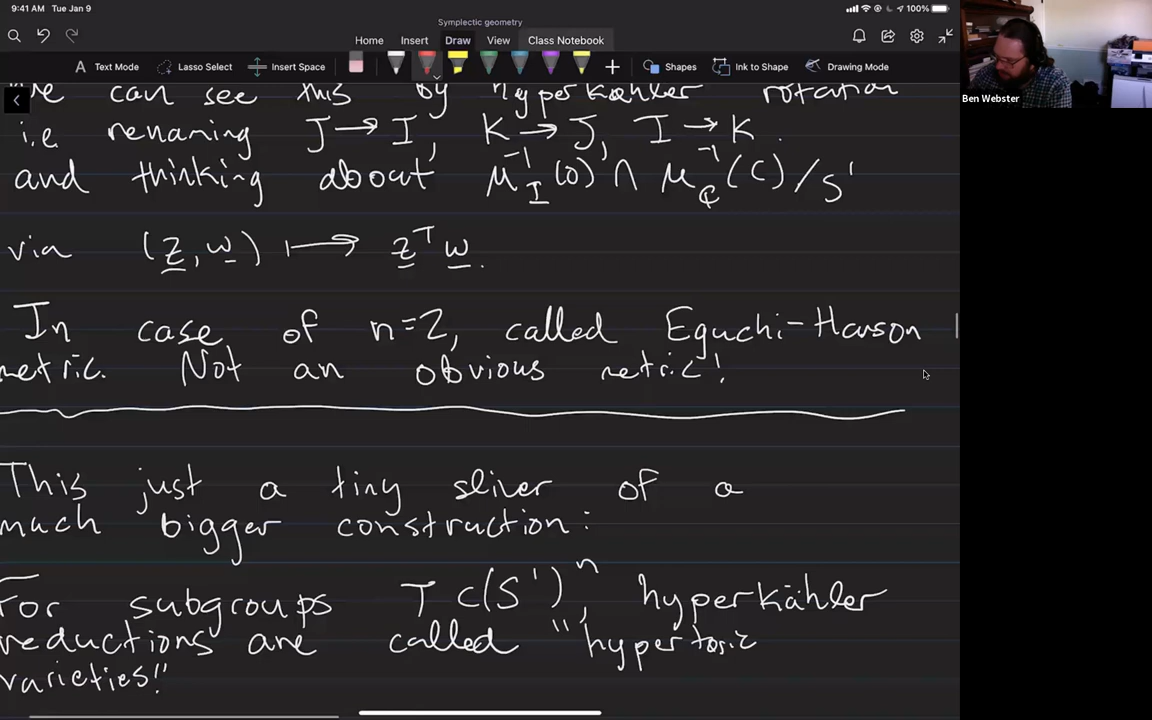 9:41 AM Tue Jan 9
100%
Symplectic geometry
Home Insert Draw View Class Notebook
Text Mode Lasso Select Insert Space Shapes Ink to Shape Drawing Mode
Ben Webster
can see this by hyperkähler rotation
i.e renaming J→I, K→J, I→K.
and thinking about μ_I^{-1}(0) ∩ μ_ℂ^{-1}(C)/S¹
via (z, w) ↦ z^T w.
In case of n=2, called Eguchi-Hanson
metric. Not an obvious metric!
This just a tiny sliver of a
much bigger construction:
For subgroups T ⊂ (S¹)ⁿ, hyperkähler
reductions are called "hypertoric
varieties!"